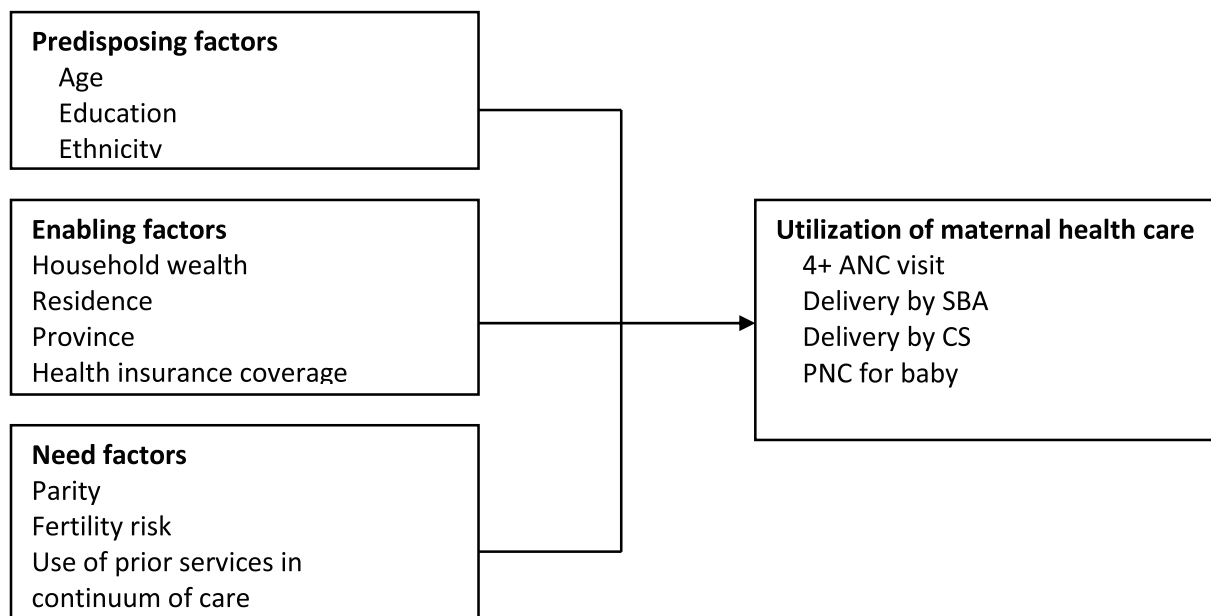 Predisposing factors
Age
Education
Ethnicity
Enabling factors
Household wealth
Residence
Province
Health insurance coverage
Need factors
Parity
Fertility risk
Use of prior services in
continuum of care
Utilization of maternal health care
4+ ANC visit
Delivery by SBA
Delivery by CS
PNC for baby